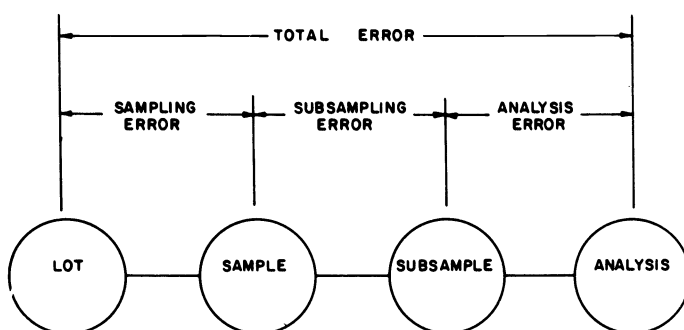 TOTAL ERROR
SAMPLING ERROR
SUBSAMPLING ERROR
ANALYSIS ERROR
LOT
SAMPLE
SUBSAMPLE
ANALYSIS